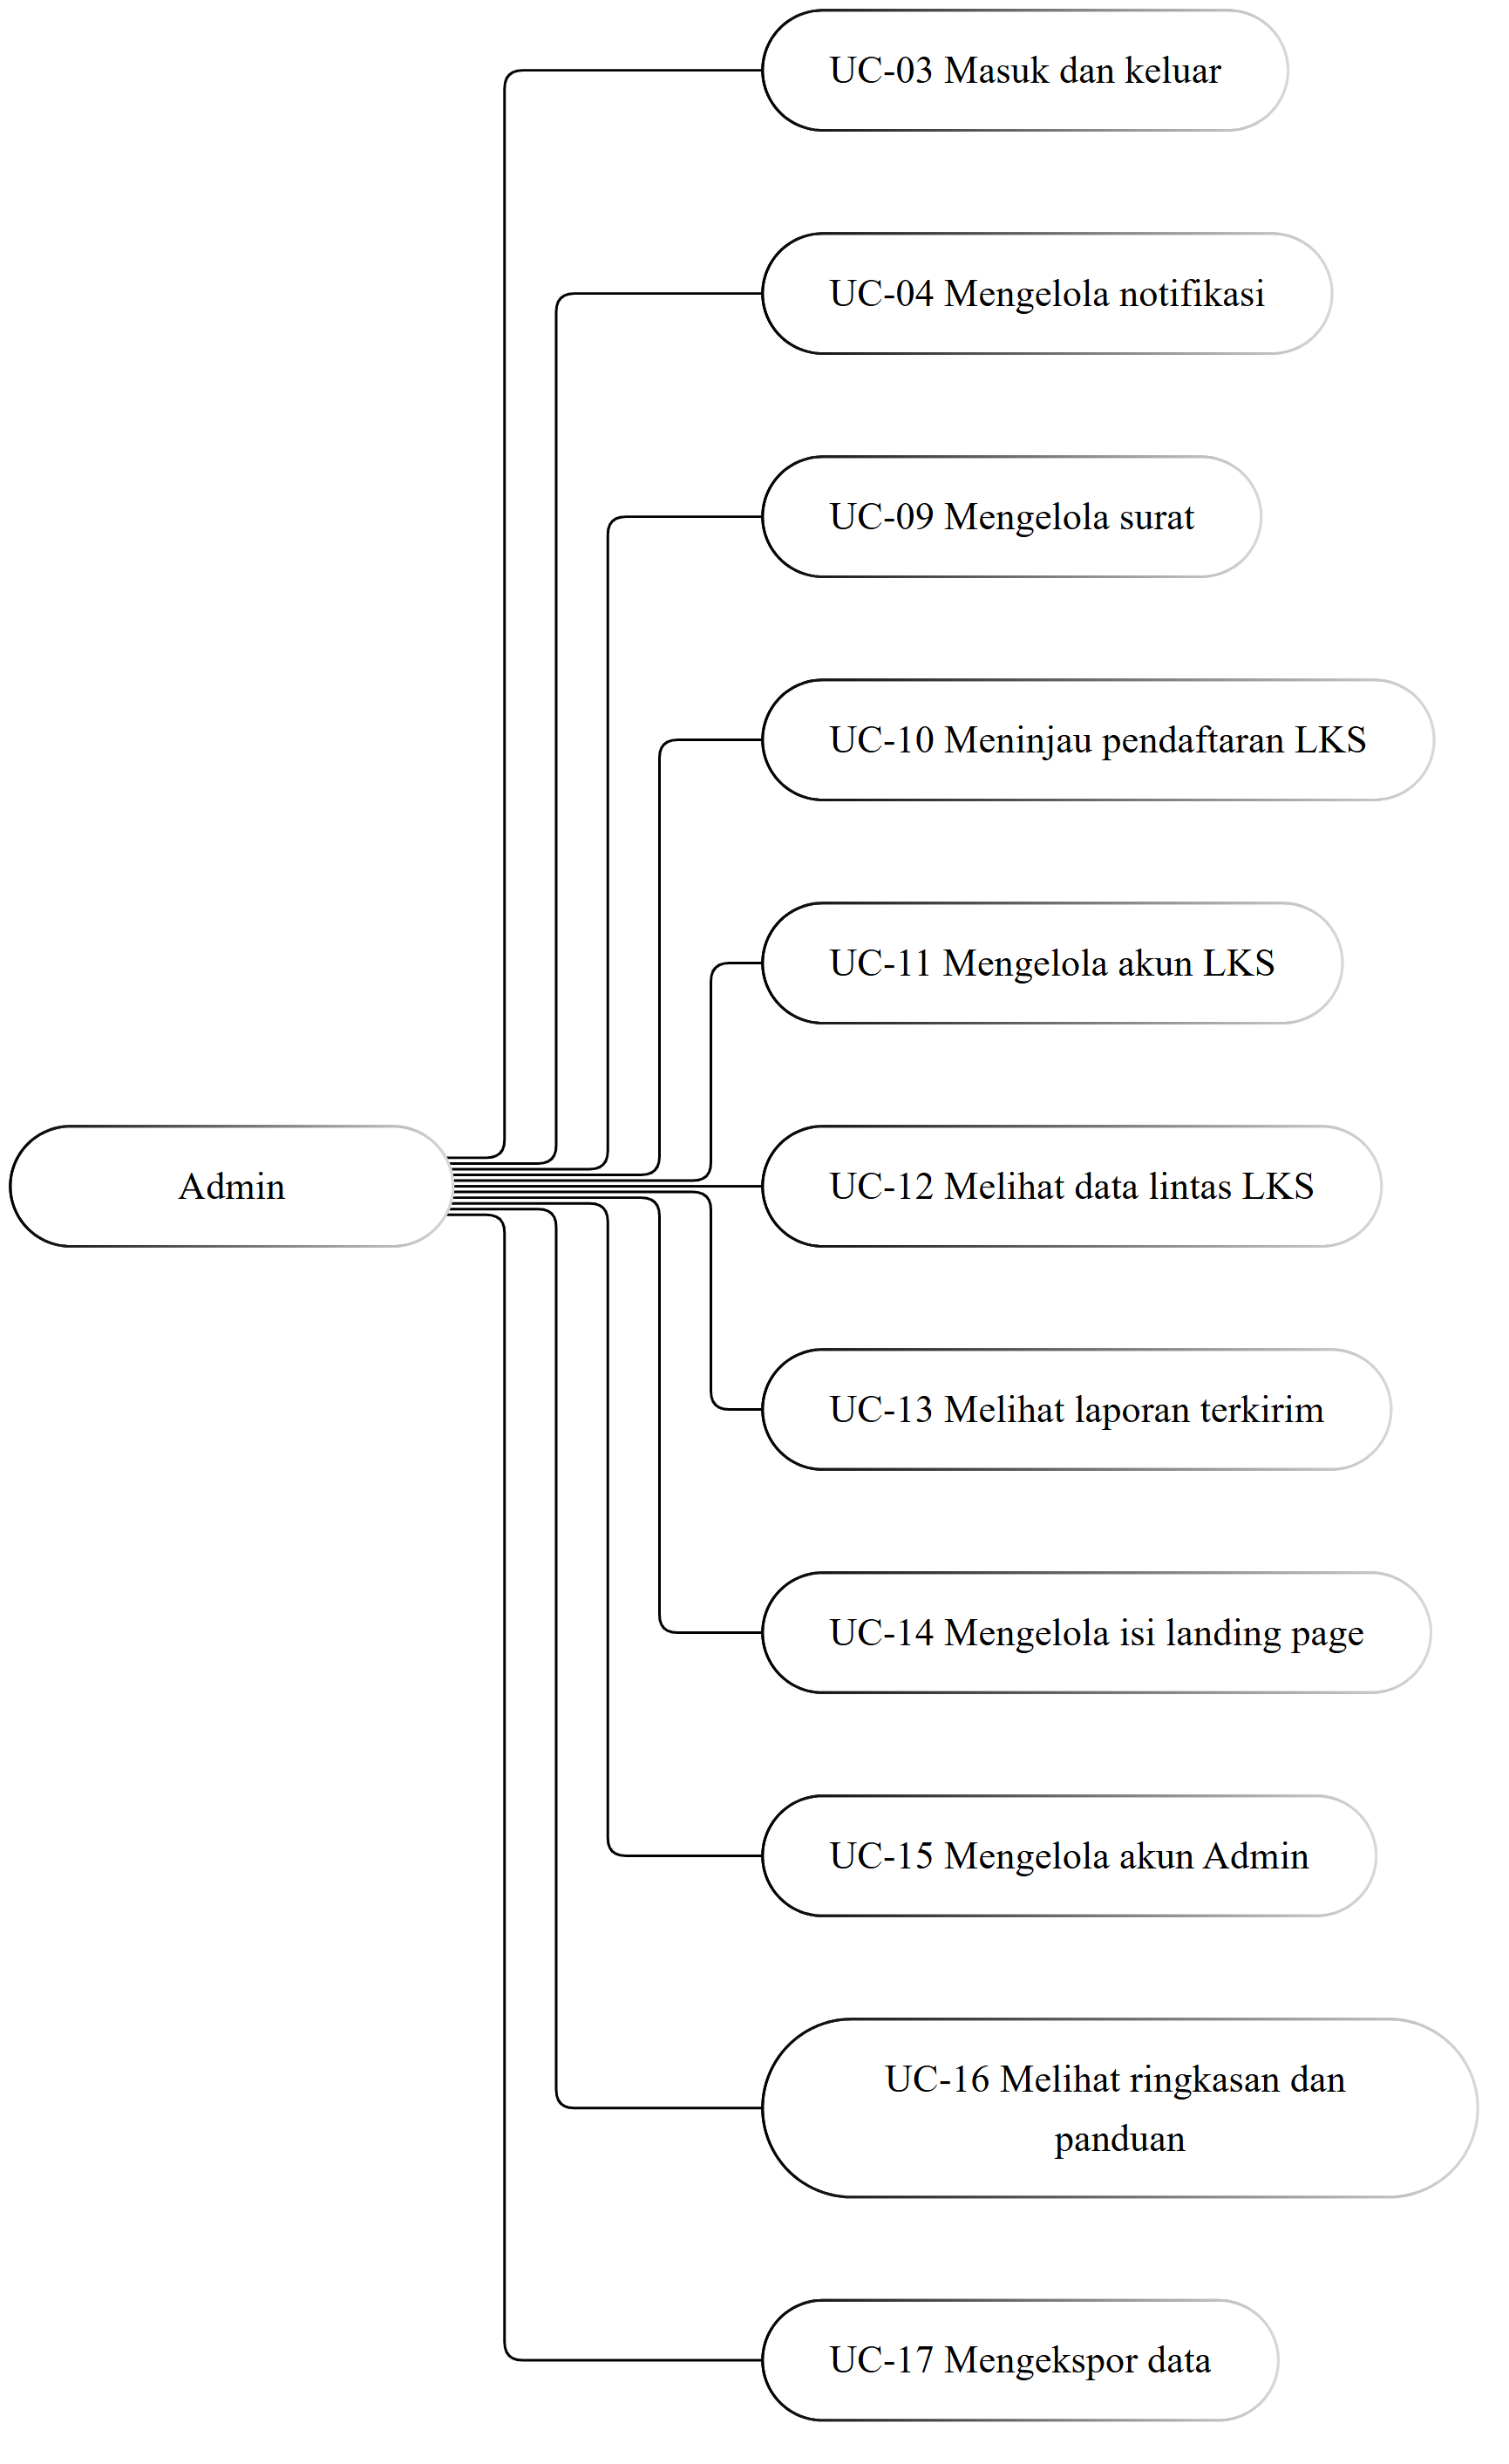 UC-03 Masuk dan keluar
UC-04 Mengelola notifikasi
UC-09 Mengelola surat
UC-10 Meninjau pendaftaran LKS
UC-11 Mengelola akun LKS
Admin
UC-12 Melihat data lintas LKS
UC-13 Melihat laporan terkirim
UC-14 Mengelola isi landing page
UC-15 Mengelola akun Admin
UC-16 Melihat ringkasan dan
panduan
UC-17 Mengekspor data